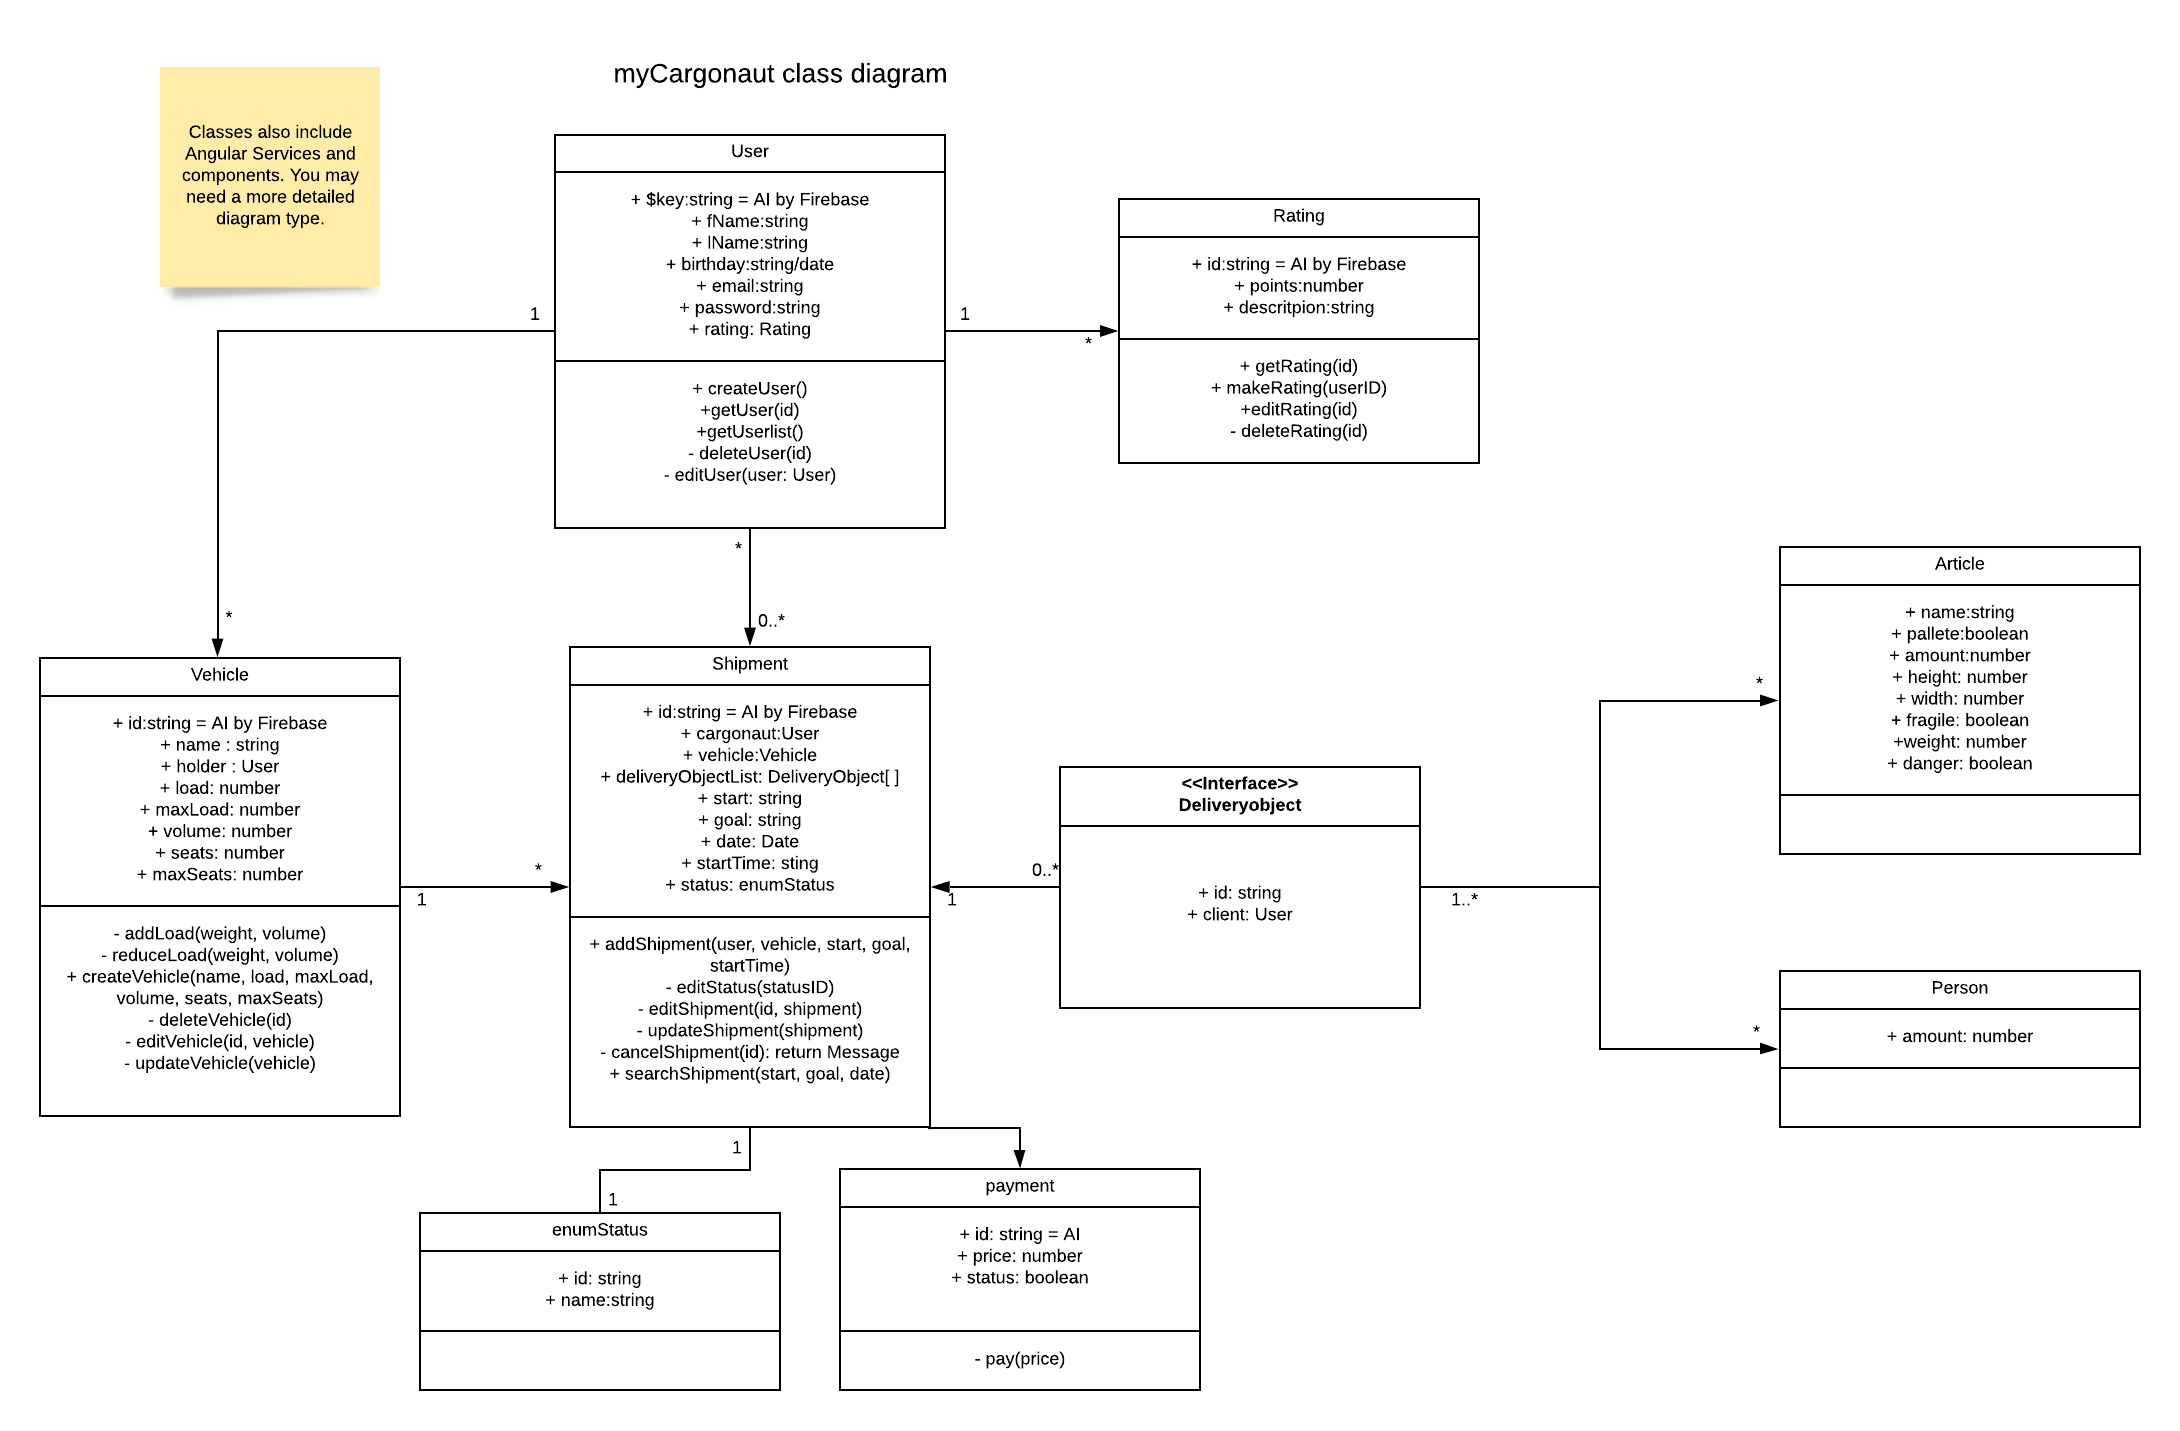 myCargonaut class diagram
Classes also include
Angular Services and
components. You may
need a more detailed
diagram type.
User
+ $key:string = AI by Firebase
+ fName:string
+ lName:string
+ birthday:string/date
+ email:string
+ password:string
+ rating: Rating
+ createUser()
+getUser(id)
+getUserlist()
- deleteUser(id)
- editUser(user: User)
1
*
1
*
Rating
+ id:string = AI by Firebase
+ points:number
+ descritpion:string
+ getRating(id)
+ makeRating(userID)
+editRating(id)
- deleteRating(id)
*
0..*
Vehicle
+ id:string = AI by Firebase
+ name : string
+ holder : User
+ load: number
+ maxLoad: number
+ volume: number
+ seats: number
+ maxSeats: number
- addLoad(weight, volume)
- reduceLoad(weight, volume)
+ createVehicle(name, load, maxLoad,
volume, seats, maxSeats)
- deleteVehicle(id)
- editVehicle(id, vehicle)
- updateVehicle(vehicle)
1
*
Shipment
+ id:string = AI by Firebase
+ cargonaut:User
+ vehicle:Vehicle
+ deliveryObjectList: DeliveryObject[ ]
+ start: string
+ goal: string
+ date: Date
+ startTime: sting
+ status: enumStatus
+ addShipment(user, vehicle, start, goal,
startTime)
- editStatus(statusID)
- editShipment(id, shipment)
- updateShipment(shipment)
- cancelShipment(id): return Message
+ searchShipment(start, goal, date)
0..*
1
<<Interface>>
Deliveryobject
+ id: string
+ client: User
1..*
*
*
Article
+ name:string
+ pallete:boolean
+ amount:number
+ height: number
+ width: number
+ fragile: boolean
+weight: number
+ danger: boolean
Person
+ amount: number
1
1
enumStatus
+ id: string
+ name:string
payment
+ id: string = AI
+ price: number
+ status: boolean
- pay(price)